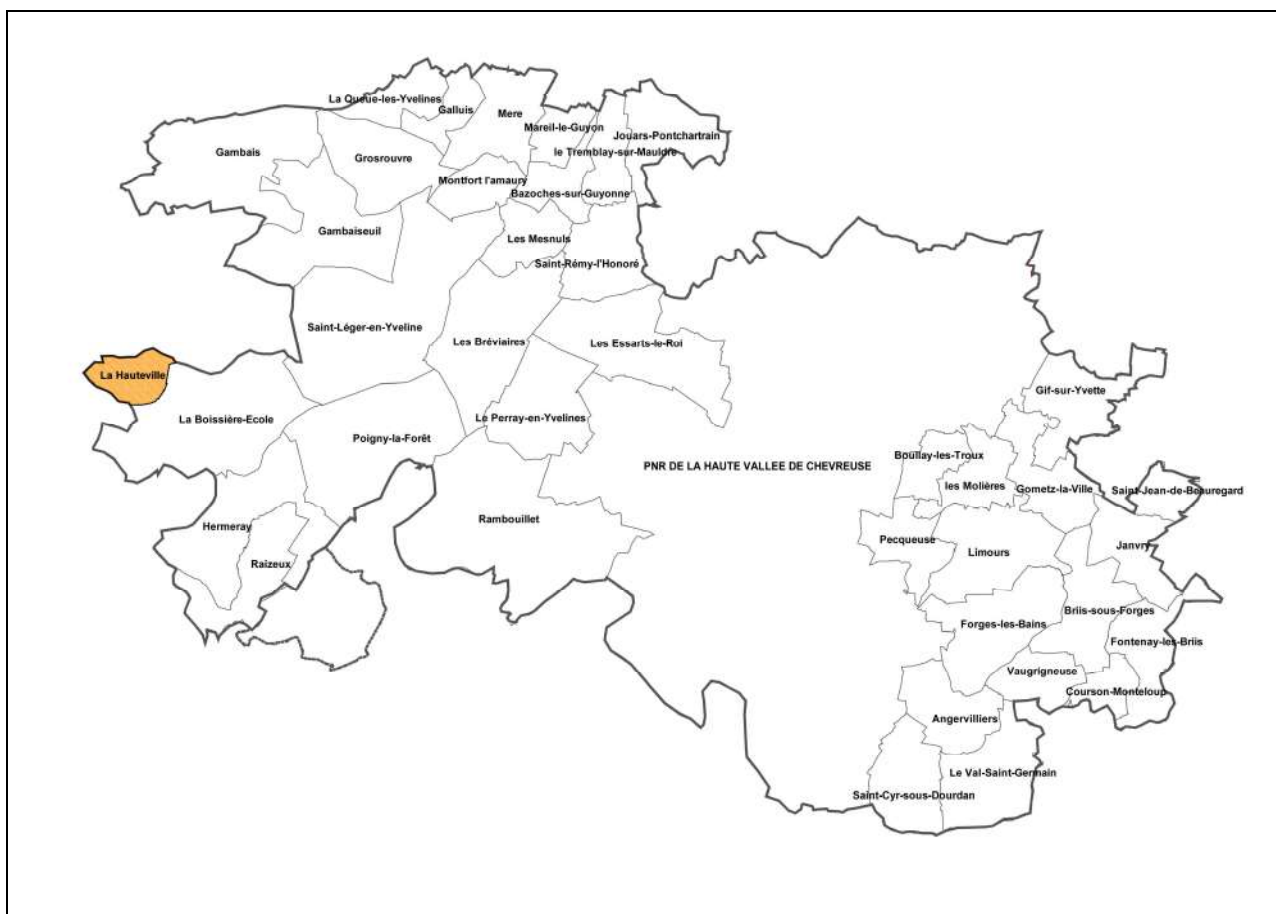 La Queue-les-Yvelines
Galluis
Mere
Mareil-le-Guyon
Jouars-Pontchartrain
Gambais
Grosrouvre
le Tremblay-sur-Mauldre
Montfort l'amaury
Bazoches-sur-Guyonne
Gambaiseuil
Les Mesnuls
Saint-Rémy-l'Honoré
Saint-Léger-en-Yveline
Les Bréviaires
Les Essarts-le-Roi
La Hauteville
Gif-sur-Yvette
La Boissière-Ecole
Le Perray-en-Yvelines
Poigny-la-Forêt
Boullay-les-Troux
PNR DE LA HAUTE VALLEE DE CHEVREUSE
les Molières
Gometz-la-Ville
Saint-Jean-de-Beauregard
Rambouillet
Hermeray
Pecqueuse
Janvry
Limours
Raizeux
Briis-sous-Forges
Forges-les-Bains
Fontenay-les-Briis
Vaugrigneuse
Courson-Monteloup
Angervilliers
Le Val-Saint-Germain
Saint-Cyr-sous-Dourdan